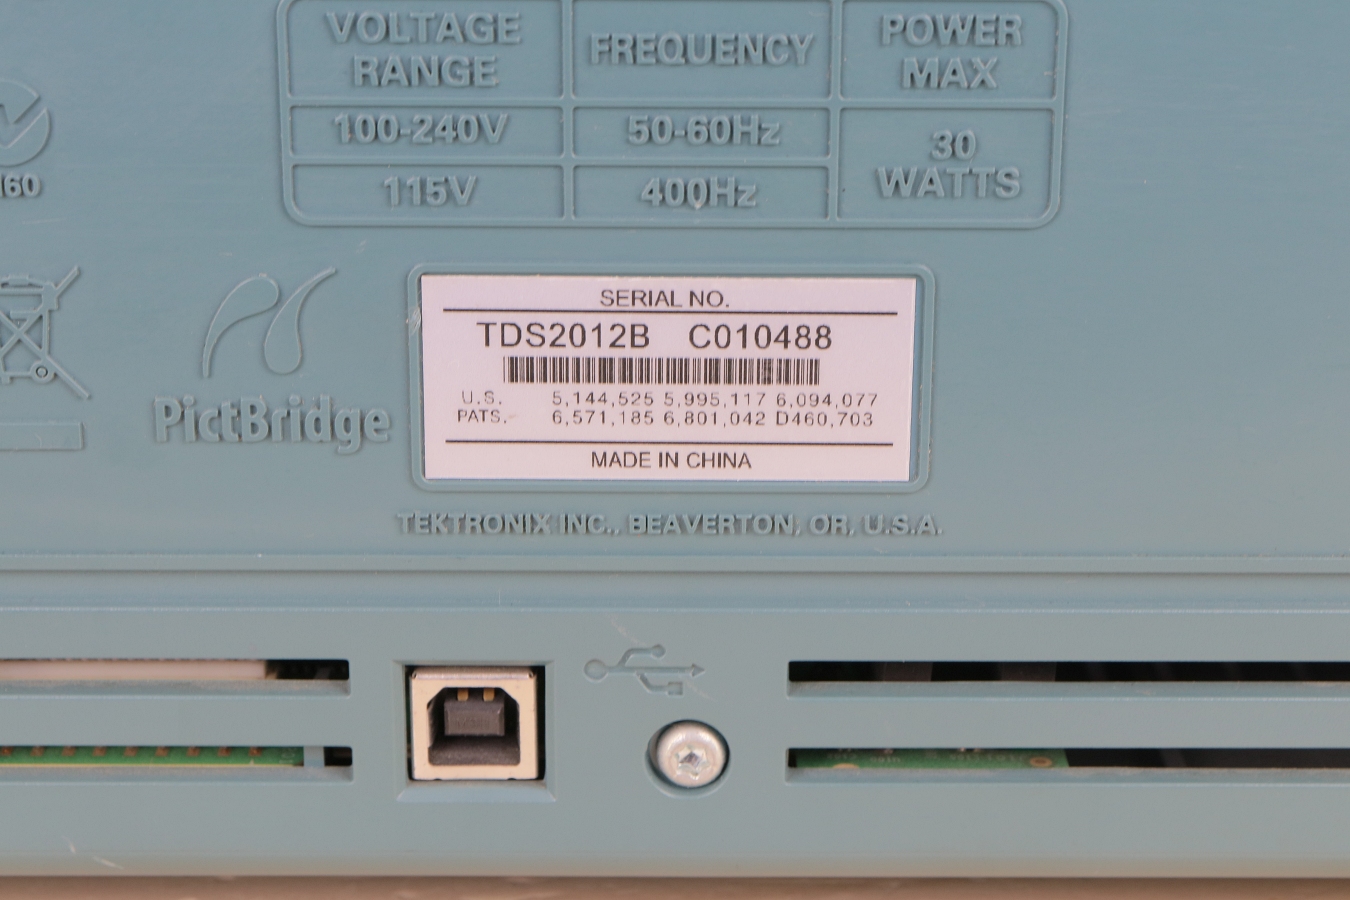 VOLTAGE RANGE
FREQUENCY
POWER MAX
100-240V
50-60Hz
30 WATTS
115V
400Hz
PictBridge
SERIAL NO.
TDS2012B C010488
U.S. 5,144,525 5,995,117 6,094,077
PATS. 6,571,185 6,801,042 D460,703
MADE IN CHINA
TEKTRONIX INC., BEAVERTON, OR, U.S.A.